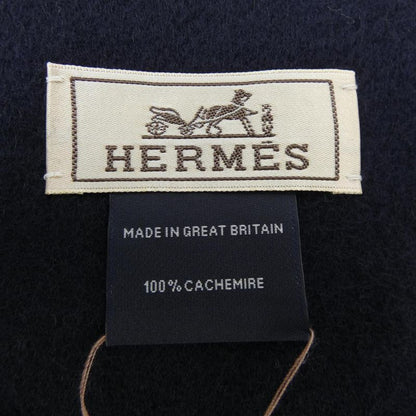 HERMÈS
MADE IN GREAT BRITAIN
100% CACHEMIRE